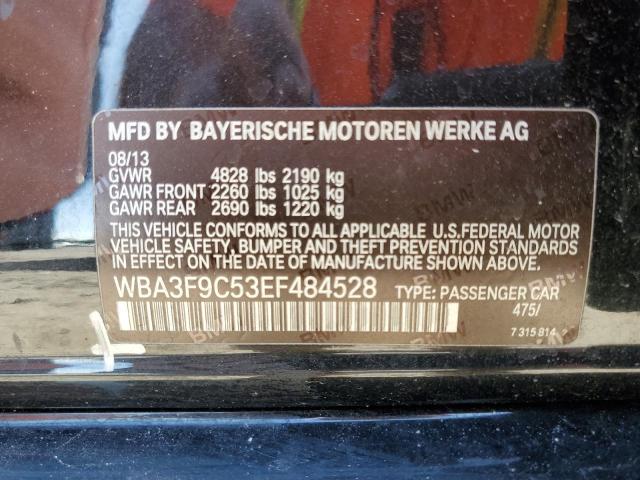 MFD BY BAYERISCHE MOTOREN WERKE AG
08/13
GVWR 4828 lbs 2190 kg
GAWR FRONT 2260 lbs 1025 kg
GAWR REAR 2690 lbs 1220 kg
THIS VEHICLE CONFORMS TO ALL APPLICABLE U.S.FEDERAL MOTOR
VEHICLE SAFETY, BUMPER AND THEFT PREVENTION STANDARDS
IN EFFECT ON THE DATE OF MANUFACTURE SHOWN ABOVE.
WBA3F9C53EF484528 TYPE: PASSENGER CAR
475/
7 315 814